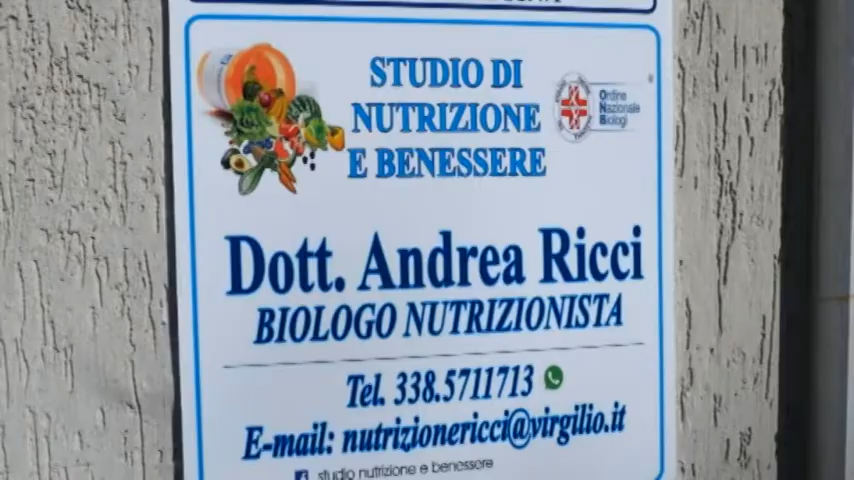 STUDIO DI
NUTRIZIONE
E BENESSERE
Ordine
Nazionale
Biologi
Dott. Andrea Ricci
BIOLOGO NUTRIZIONISTA
Tel. 338.5711713
E-mail: nutrizionericci@virgilio.it
studio nutrizione e benessere